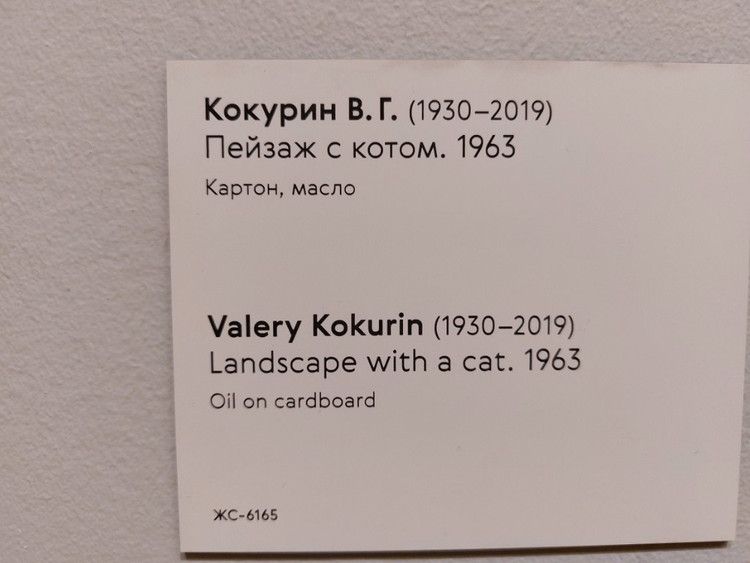 Кокурин В.Г. (1930–2019)
Пейзаж с котом. 1963
Картон, масло
Valery Kokurin (1930–2019)
Landscape with a cat. 1963
Oil on cardboard
ЖС-6165